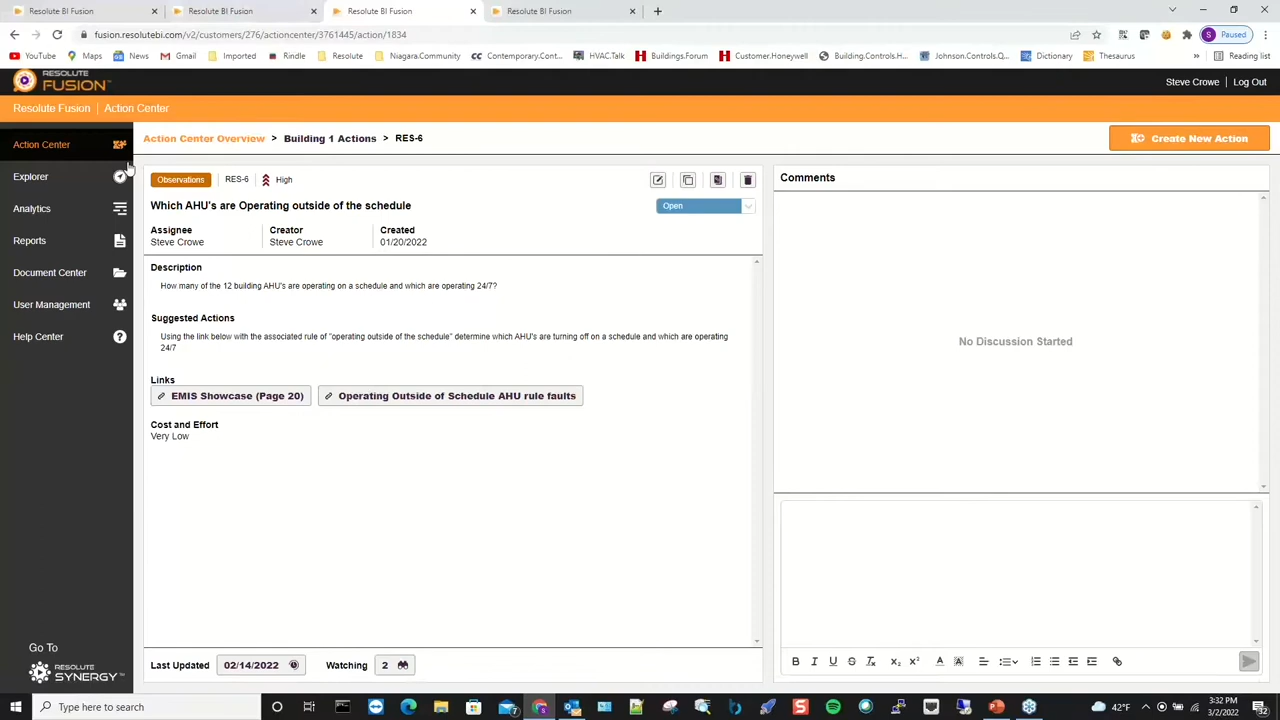 Resolute BI Fusion
Resolute BI Fusion
Resolute BI Fusion
Resolute BI Fusion
fusion.resolutebi.com/v2/customers/276/actioncenter/3761445/action/1834
S Paused
YouTube
Maps
News
Gmail
Imported
Rindle
Resolute
Niagara.Community
cc Contemporary.Cont...
HVAC.Talk
H Buildings.Forum
H Customer.Honeywell
Building.Controls.H...
Johnson.Controls.Q...
Dictionary
Thesaurus
»
Reading list
RESOLUTE
FUSION™
Steve Crowe | Log Out
Resolute Fusion | Action Center
Action Center
Explorer
Analytics
Reports
Document Center
User Management
Help Center
Go To
RESOLUTE
SYNERGY™
Action Center Overview > Building 1 Actions > RES-6
Create New Action
Observations RES-6 High
Which AHU's are Operating outside of the schedule
Open
Assignee
Steve Crowe
Creator
Steve Crowe
Created
01/20/2022
Description
How many of the 12 building AHU's are operating on a schedule and which are operating 24/7?
Suggested Actions
Using the link below with the associated rule of "operating outside of the schedule" determine which AHU's are turning off on a schedule and which are operating
24/7
Links
EMIS Showcase (Page 20)
Operating Outside of Schedule AHU rule faults
Cost and Effort
Very Low
Last Updated 02/14/2022 Watching 2
Comments
No Discussion Started
B I U S Tx X₂ X² A A
Type here to search
42°F
3:32 PM
3/2/2022